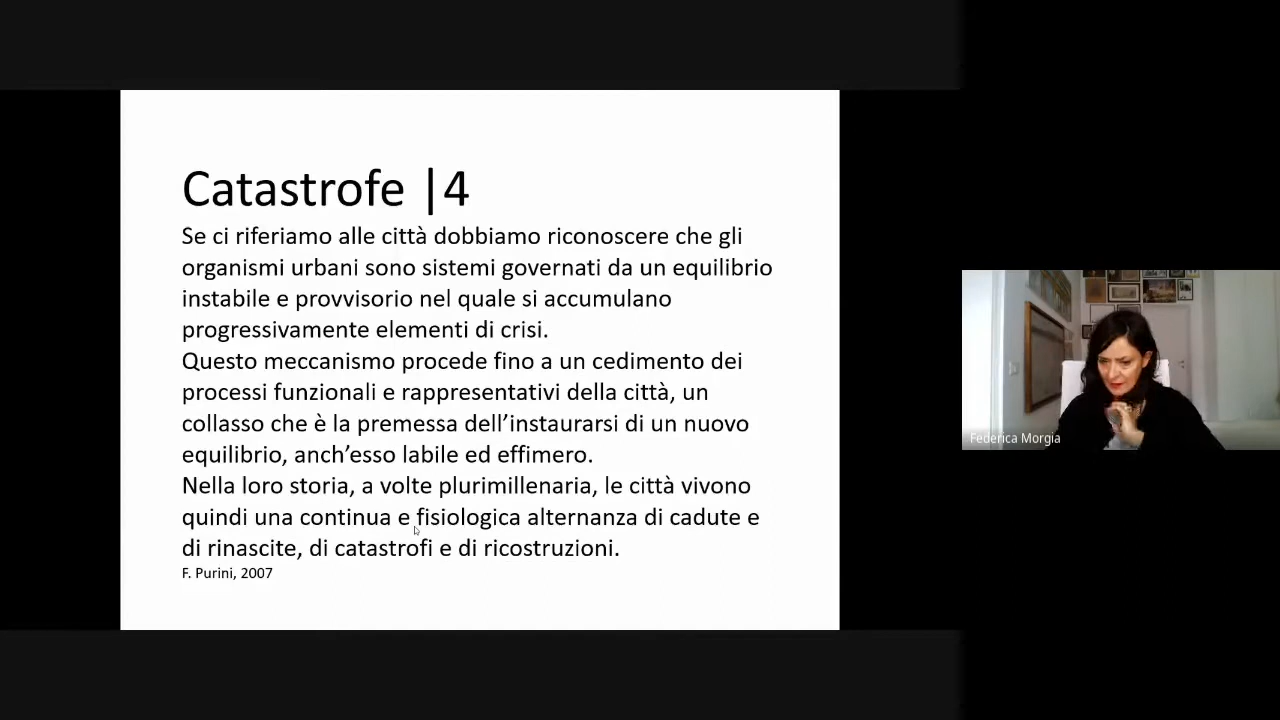 Catastrofe |4
Se ci riferiamo alle città dobbiamo riconoscere che gli
organismi urbani sono sistemi governati da un equilibrio
instabile e provvisorio nel quale si accumulano
progressivamente elementi di crisi.
Questo meccanismo procede fino a un cedimento dei
processi funzionali e rappresentativi della città, un
collasso che è la premessa dell’instaurarsi di un nuovo
equilibrio, anch’esso labile ed effimero.
Nella loro storia, a volte plurimillenaria, le città vivono
quindi una continua e fisiologica alternanza di cadute e
di rinascite, di catastrofi e di ricostruzioni.
F. Purini, 2007
Federica Morgia